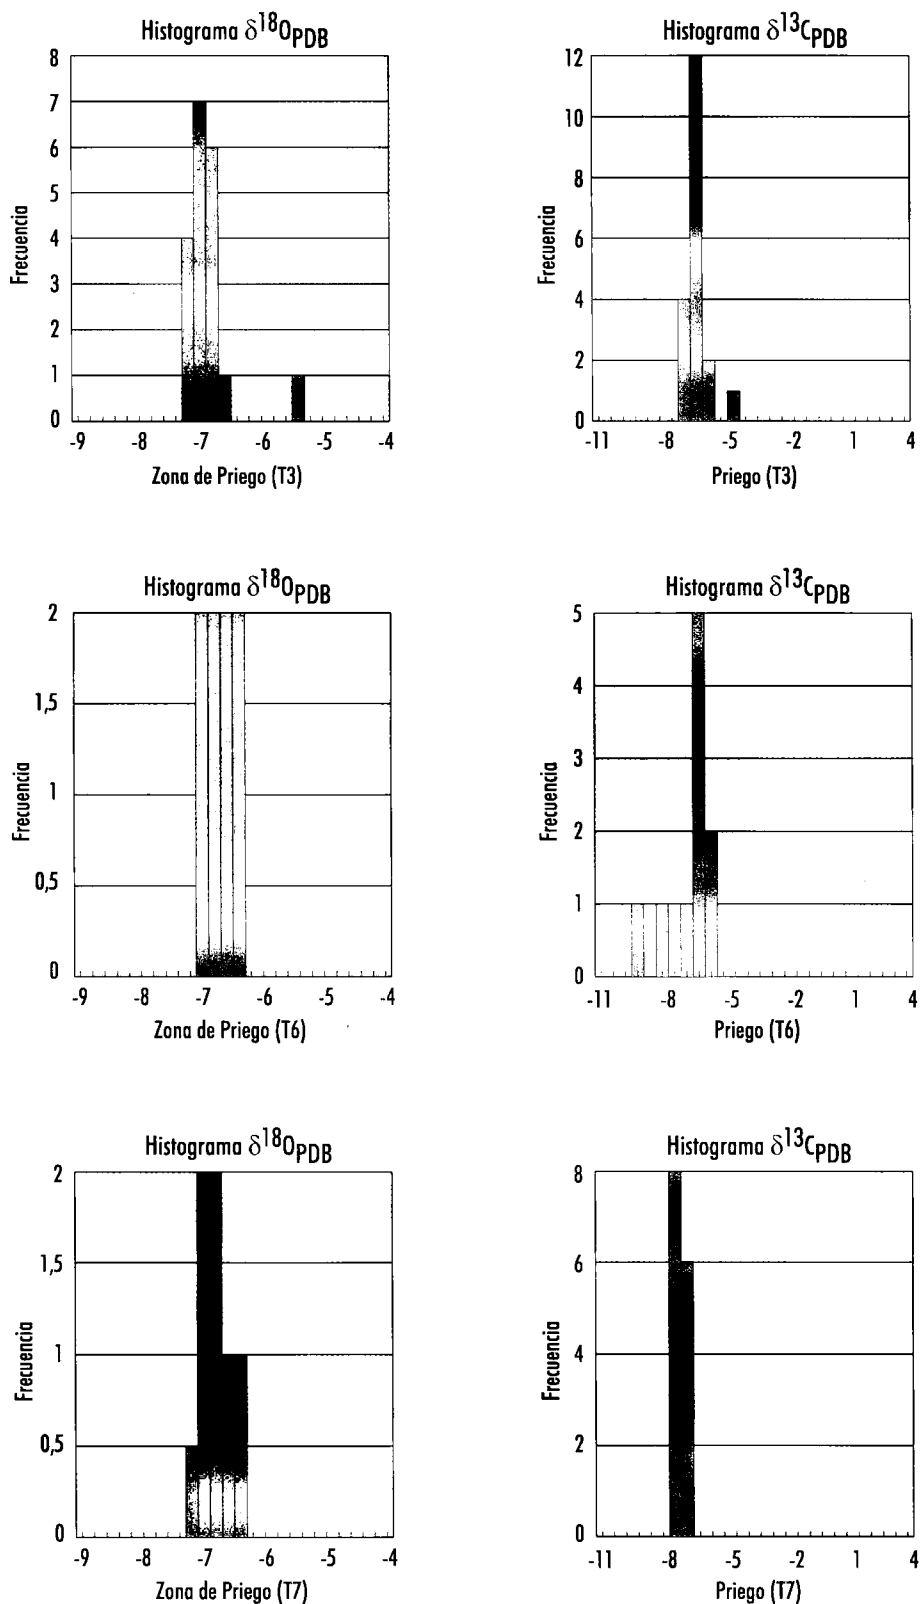 Histograma δ18OPDB
8
7
6
5
4
3
2
1
0
Frecuencia
-9 -8 -7 -6 -5 -4
Zona de Priego (T3)
Histograma δ13CPDB
12
10
8
6
4
2
0
Frecuencia
-11 -8 -5 -2 1 4
Priego (T3)
Histograma δ18OPDB
2
1,5
1
0,5
0
Frecuencia
-9 -8 -7 -6 -5 -4
Zona de Priego (T6)
Histograma δ13CPDB
5
4
3
2
1
0
Frecuencia
-11 -8 -5 -2 1 4
Priego (T6)
Histograma δ18OPDB
2
1,5
1
0,5
0
Frecuencia
-9 -8 -7 -6 -5 -4
Zona de Priego (T7)
Histograma δ13CPDB
8
6
4
2
0
Frecuencia
-11 -8 -5 -2 1 4
Priego (T7)